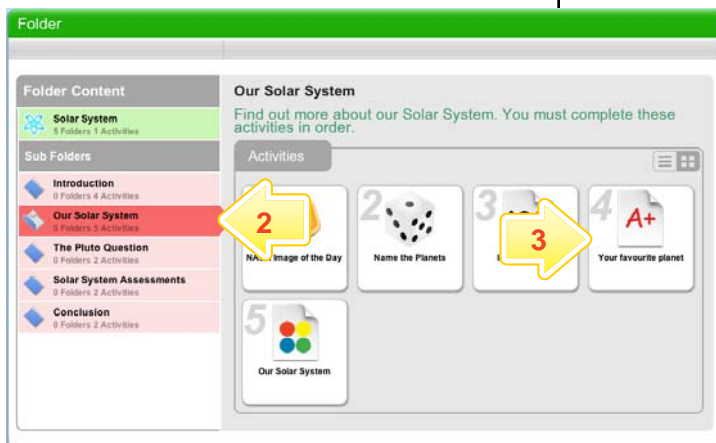 Folder
Folder Content
Solar System
5 Folders 1 Activities
Sub Folders
Introduction
0 Folders 4 Activities
Our Solar System
0 Folders 5 Activities
The Pluto Question
0 Folders 2 Activities
Solar System Assessments
0 Folders 2 Activities
Conclusion
0 Folders 2 Activities
2
Our Solar System
Find out more about our Solar System. You must complete these
activities in order.
Activities
Image of the Day
2
Name the Planets
3
3
4
A+
Your favourite planet
5
Our Solar System